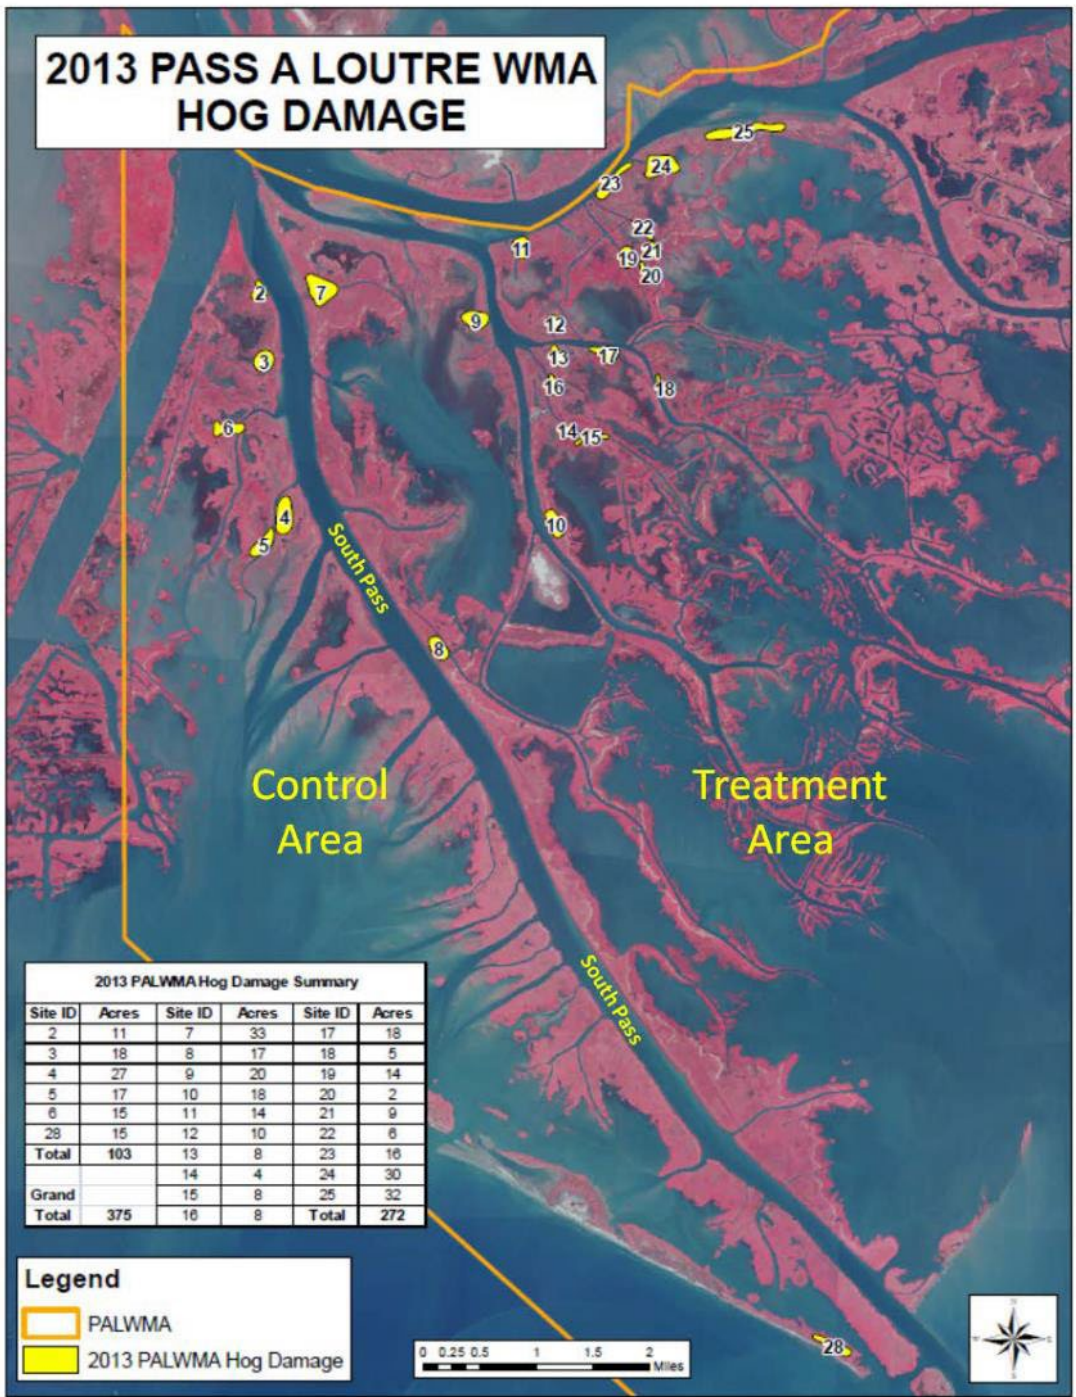 2013 PASS A LOUTRE WMA
HOG DAMAGE
25
24
23
22
11
21
19
20
2
7
9
12
3
13
17
16
18
6
14
15
4
10
5
South Pass
8
Control
Area
Treatment
Area
South Pass
2013 PALWMA Hog Damage Summary
Site ID Acres Site ID Acres Site ID Acres
2 11 7 33 17 18
3 18 8 17 18 5
4 27 9 20 19 14
5 17 10 18 20 2
6 15 11 14 21 9
28 15 12 10 22 6
Total 103 13 8 23 16
14 4 24 30
Grand 15 8 25 32
Total 375 16 8 Total 272
Legend
PALWMA
2013 PALWMA Hog Damage
0 0.25 0.5 1 1.5 2
Miles
28